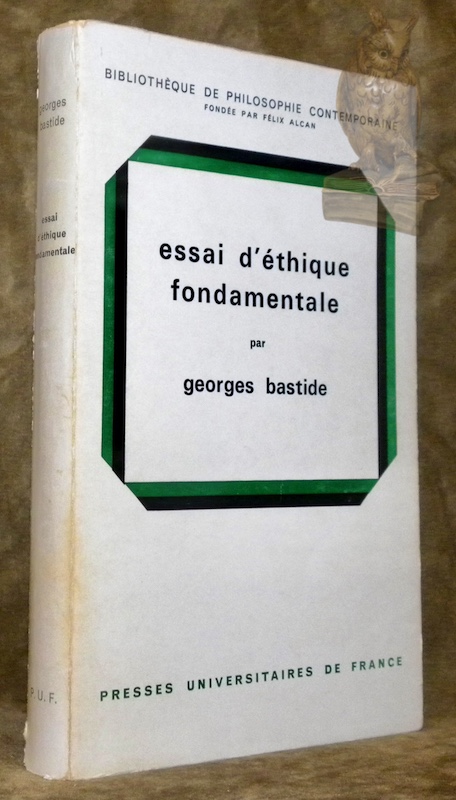 georges
bastide
essai
d'éthique
fondamentale
P.U.F.
BIBLIOTHÈQUE DE PHILOSOPHIE CONTEMPORAINE
FONDÉE PAR FÉLIX ALCAN
essai d'éthique
fondamentale
par
georges bastide
PRESSES UNIVERSITAIRES DE FRANCE